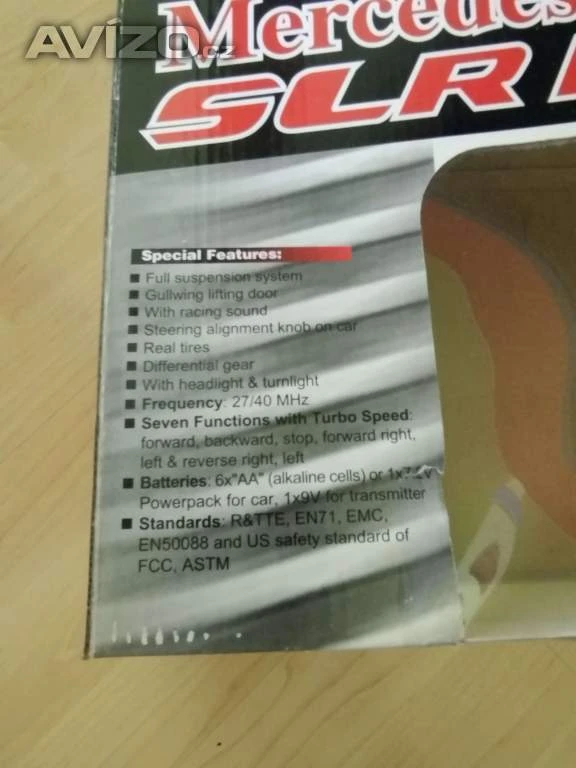 AVÍZO.cz
Mercedes
SLR
Special Features:
■ Full suspension system
■ Gullwing lifting door
■ With racing sound
■ Steering alignment knob on car
■ Real tires
■ Differential gear
■ With headlight & turnlight
■ Frequency: 27/40 MHz
■ Seven Functions with Turbo Speed:
forward, backward, stop, forward right,
left & reverse right, left
■ Batteries: 6x"AA" (alkaline cells) or
Powerpack for car, 1x9V for transmitter
■ Standards: R&TTE, EN71, EMC,
EN50088 and US safety standard of
FCC, ASTM